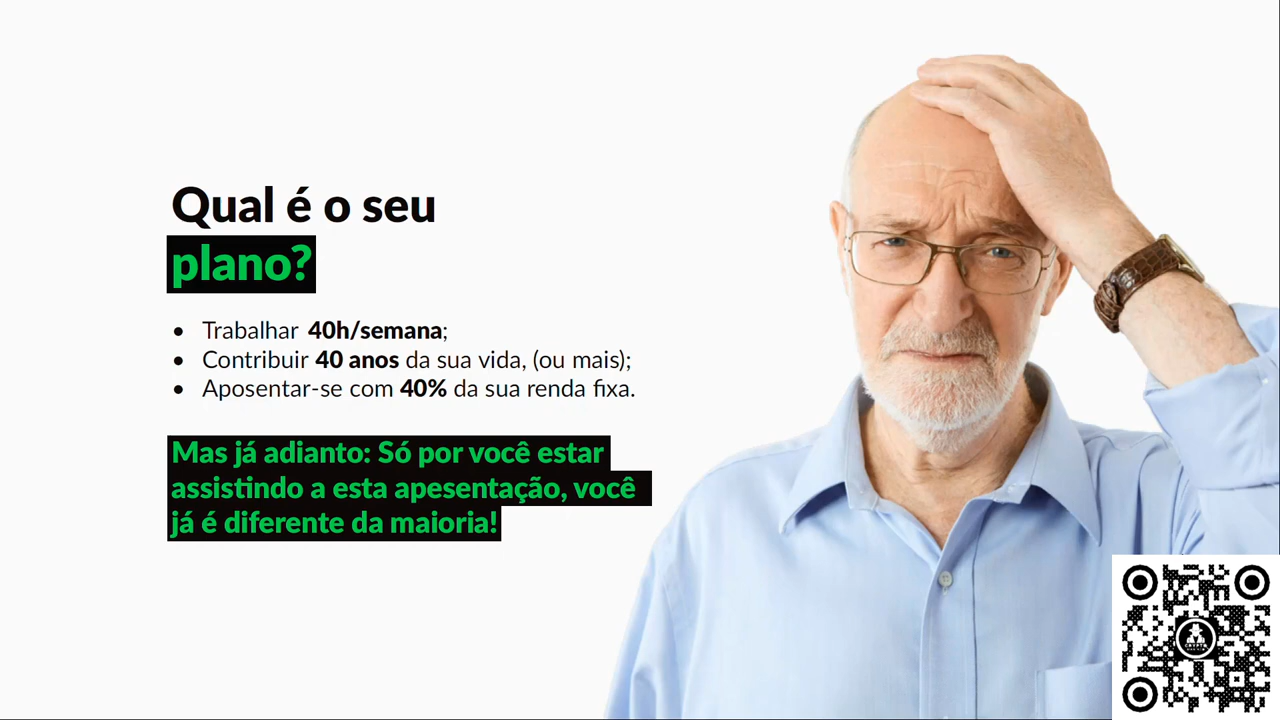 Qual é o seu
plano?
• Trabalhar 40h/semana;
• Contribuir 40 anos da sua vida, (ou mais);
• Aposentar-se com 40% da sua renda fixa.
Mas já adianto: Só por você estar
assistindo a esta apesentação, você
já é diferente da maioria!